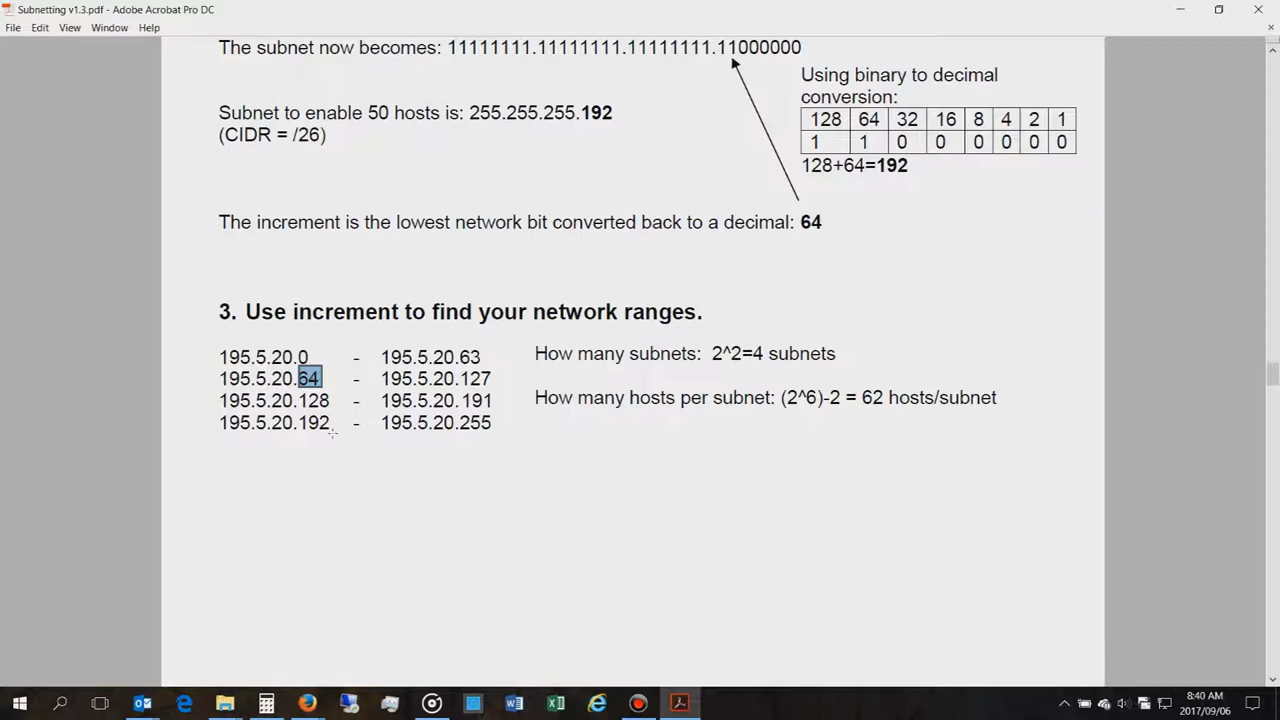 Subnetting v1.3.pdf - Adobe Acrobat Pro DC
File Edit View Window Help
The subnet now becomes: 11111111.11111111.11111111.11000000
Using binary to decimal
conversion:
128 64 32 16 8 4 2 1
1 1 0 0 0 0 0 0
128+64=192
Subnet to enable 50 hosts is: 255.255.255.192
(CIDR = /26)
The increment is the lowest network bit converted back to a decimal: 64
3. Use increment to find your network ranges.
195.5.20.0 - 195.5.20.63
195.5.20.64 - 195.5.20.127
195.5.20.128 - 195.5.20.191
195.5.20.192 - 195.5.20.255
How many subnets: 2^2=4 subnets
How many hosts per subnet: (2^6)-2 = 62 hosts/subnet
8:40 AM
2017/09/06